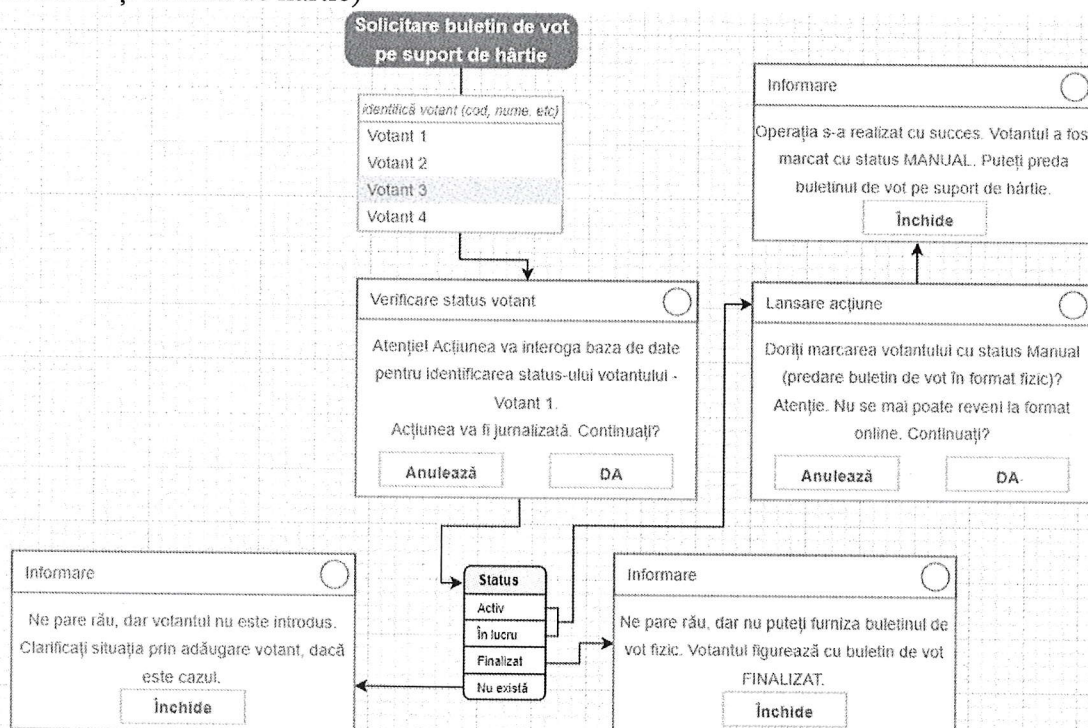 Solicitare buletin de vot
pe suport de hârtie
identifică votant (cod, nume. etc)
Votant 1
Votant 2
Votant 3
Votant 4
Verificare status votant
Atenție! Acțiunea va interoga baza de date
pentru identificarea status-ului votantului -
Votant 1.
Acțiunea va fi jurnalizată. Continuați?
Anulează
DA
Informare
Operația s-a realizat cu succes. Votantul a fos
marcat cu status MANUAL. Puteți preda
buletinul de vot pe suport de hârtie.
Închide
Lansare acțiune
Doriți marcarea votantului cu status Manual
(predare buletin de vot în format fizic)?
Atenție. Nu se mai poate reveni la format
online. Continuați?
Anulează
DA
Status
Activ
În lucru
Finalizat
Nu există
Informare
Ne pare rău, dar votantul nu este introdus.
Clarificați situația prin adăugare votant, dacă
este cazul.
Închide
Informare
Ne pare rău, dar nu puteți furniza buletinul de
vot fizic. Votantul figurează cu buletin de vot
FINALIZAT.
Închide